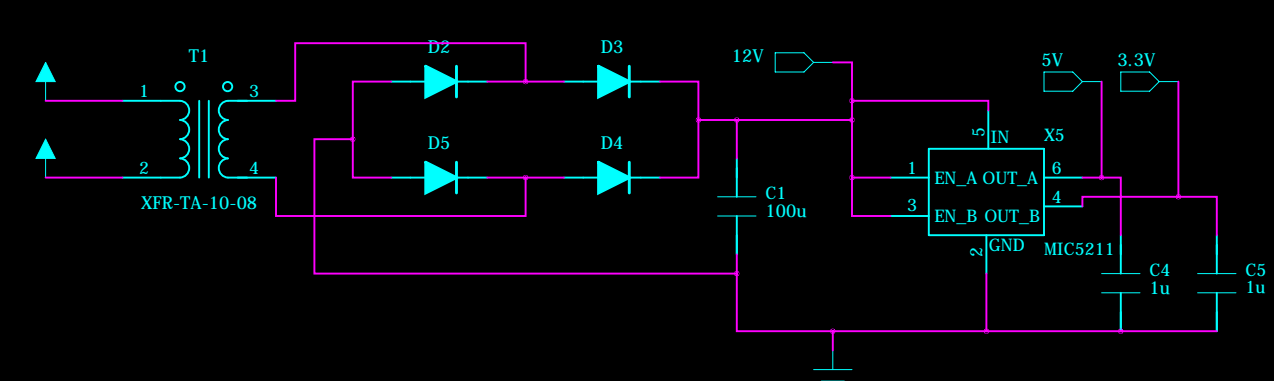 T1
1
3
2
4
XFR-TA-10-08
D2
D3
D5
D4
12V
5V
3.3V
C1
100u
5
IN
X5
1
EN_A OUT_A
6
3
EN_B OUT_B
4
2
GND
MIC5211
C4
1u
C5
1u